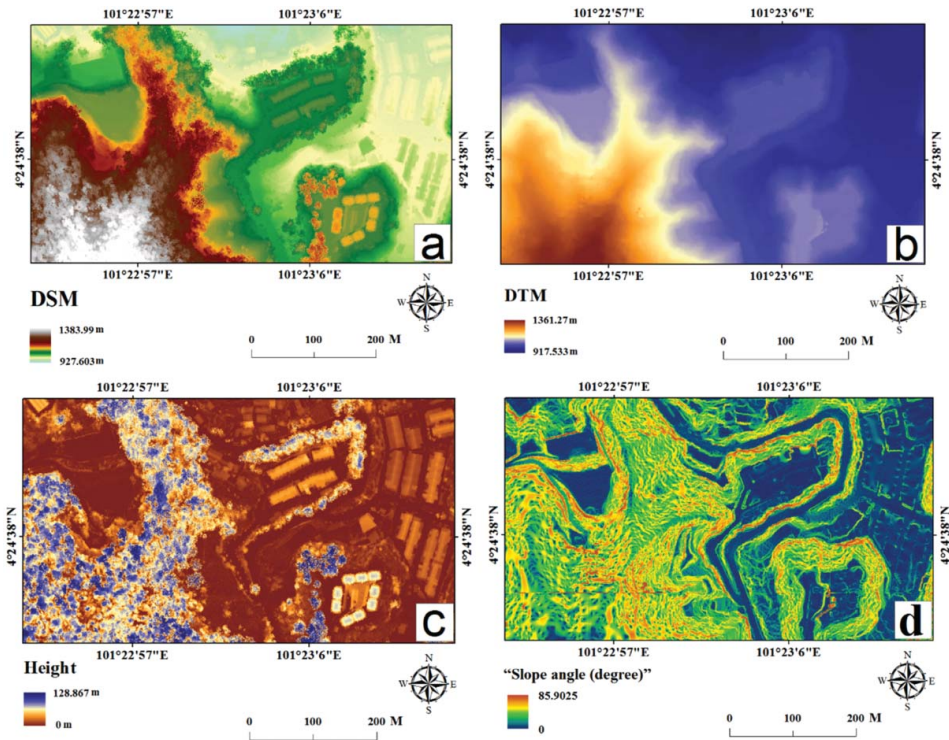 101°22'57"E 101°23'6"E
4°24'38"N
a
4°24'38"N
101°22'57"E 101°23'6"E
DSM
1383.99 m
927.603 m
N
W E
S
0 100 200 M
101°22'57"E 101°23'6"E
4°24'38"N
b
4°24'38"N
101°22'57"E 101°23'6"E
DTM
1361.27 m
917.533 m
N
W E
S
0 100 200 M
101°22'57"E 101°23'6"E
4°24'38"N
c
4°24'38"N
101°22'57"E 101°23'6"E
Height
128.867 m
0 m
N
W E
S
0 100 200 M
101°22'57"E 101°23'6"E
4°24'38"N
d
4°24'38"N
101°22'57"E 101°23'6"E
“Slope angle (degree)”
85.9025
0
N
W E
S
0 100 200 M